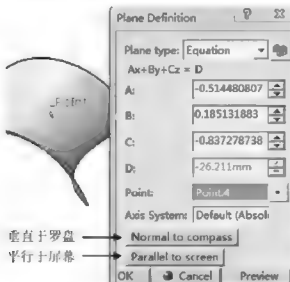 Plane Definition
Plane type: Equation
Ax+By+Cz = D
A: -0.514480807
B: 0.185131883
C: -0.837278738
D: -26.211mm
Point: Point.4
Axis System: Default (Absol
垂直于罗盘 Normal to compass
平行于屏幕 Parallel to screen
OK Cancel Preview